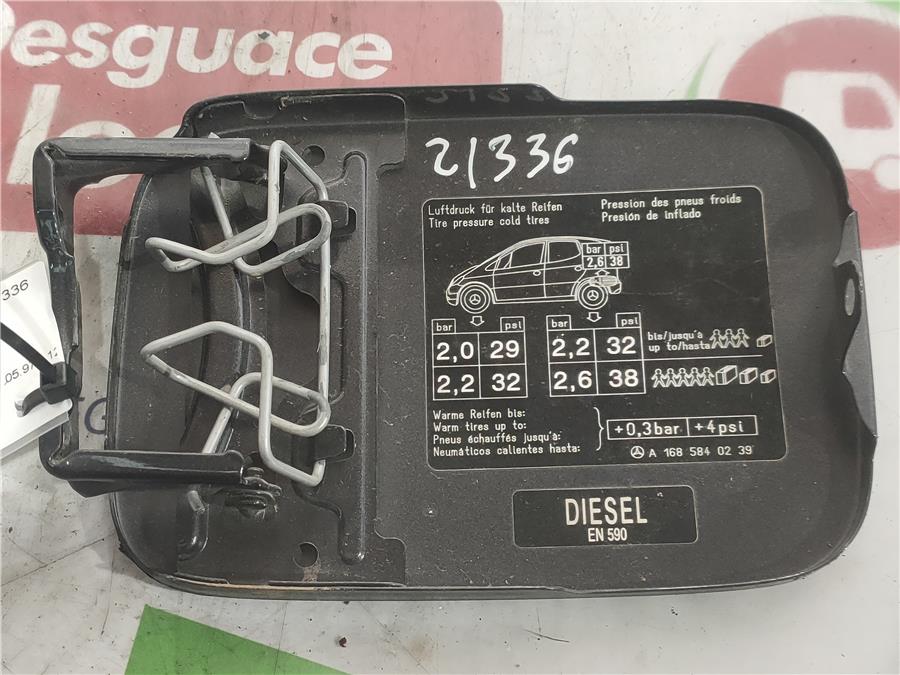 Desguace
21336
Luftdruck für kalte Reifen
Tire pressure cold tires
Pression des pneus froids
Presión de inflado
bar psi
2,6 38
bar psi bar psi
2,0 29 2,2 32 bis/jusqu'à
up to/hasta
2,2 32 2,6 38
Warme Reifen bis:
Warm tires up to:
Pneus échauffés jusqu'à:
Neumáticos calientes hasta:
+0,3bar +4psi
A 168 584 02 39
DIESEL
EN 590
336